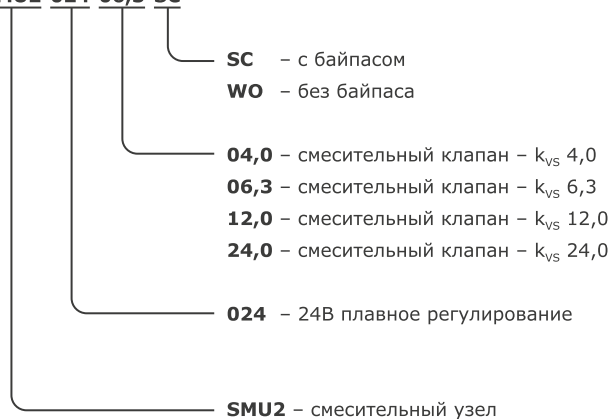 SC – с байпасом
WO – без байпаса
04,0 – смесительный клапан – kVS 4,0
06,3 – смесительный клапан – kVS 6,3
12,0 – смесительный клапан – kVS 12,0
24,0 – смесительный клапан – kVS 24,0
024 – 24В плавное регулирование
SMU2 – смесительный узел